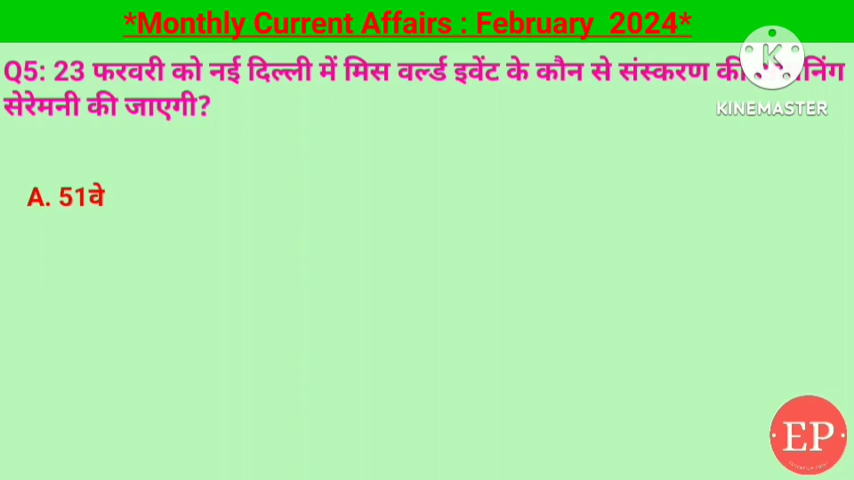 *Monthly Current Affairs : February 2024*
Q5: 23 फरवरी को नई दिल्ली में मिस वर्ल्ड इवेंट के कौन से संस्करण की
सेरेमनी की जाएगी?
KINEMASTER
A. 51वे
EP